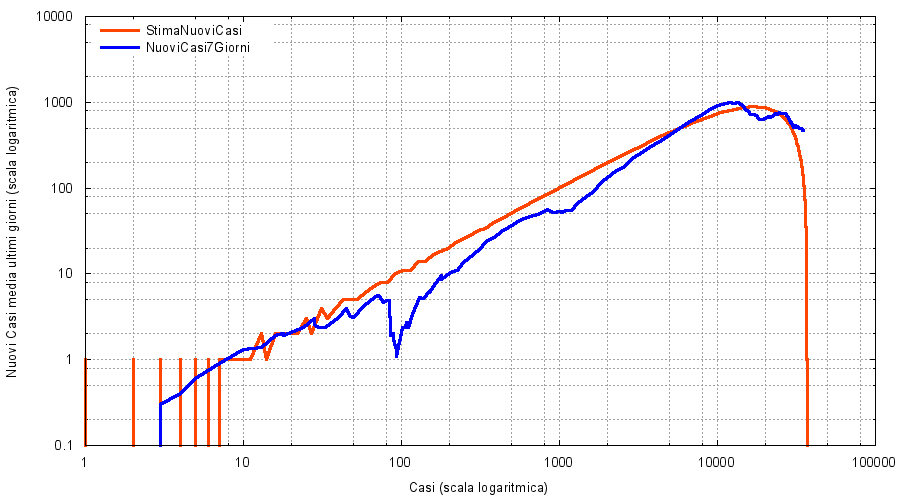 10000
1000
100
10
1
0.1
StimaNuoviCasi
NuoviCasi7Giorni
Nuovi Casi media ultimi giorni (scala logaritmica)
1 10 100 1000 10000 100000
Casi (scala logaritmica)